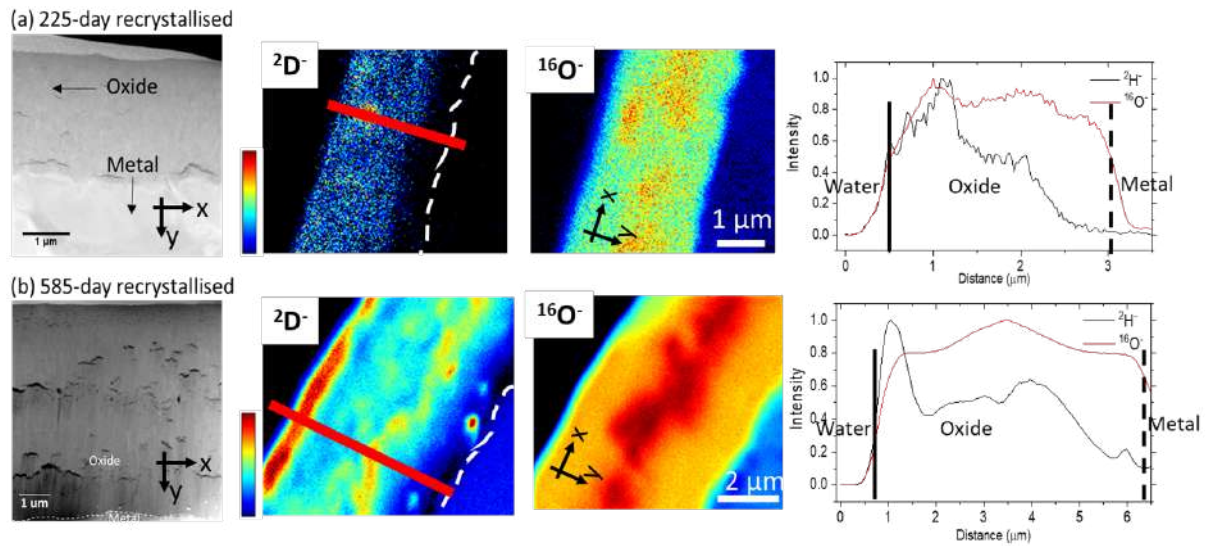 (a) 225-day recrystallised
Oxide
Metal
x
y
1 μm
²D⁻
¹⁶O⁻
x
y
1 μm
1.0
0.8
0.6
0.4
0.2
0.0
Intensity
²H⁻
¹⁶O⁻
Water
Oxide
Metal
0 1 2 3
Distance (μm)
(b) 585-day recrystallised
Oxide
x
y
1 um
Metal
²D⁻
¹⁶O⁻
x
y
2 μm
1.0
0.8
0.6
0.4
0.2
0.0
Intensity
²H⁻
¹⁶O⁻
Water
Oxide
Metal
0 1 2 3 4 5 6
Distance (μm)